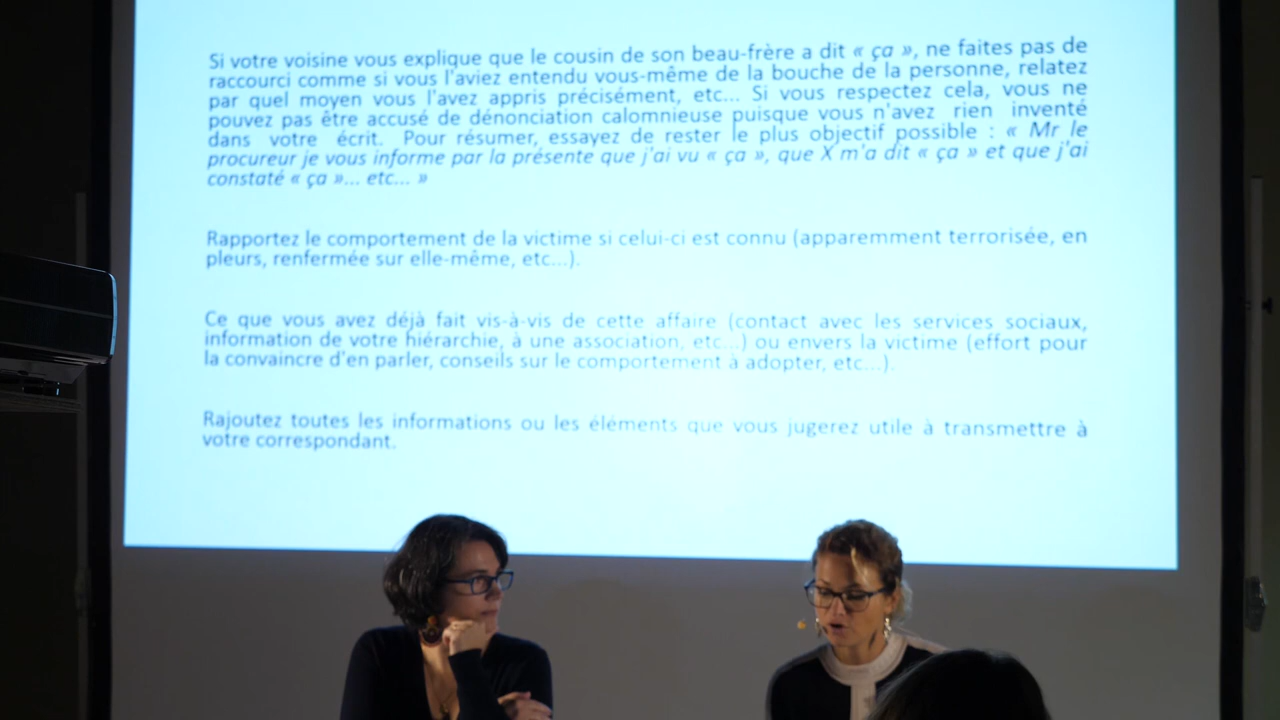 Si votre voisine vous explique que le cousin de son beau-frère a dit « ça », ne faites pas de
raccourci comme si vous l'aviez entendu vous-même de la bouche de la personne, relatez
par quel moyen vous l'avez appris précisément, etc... Si vous respectez cela, vous ne
pouvez pas être accusé de dénonciation calomnieuse puisque vous n'avez rien inventé
dans votre écrit. Pour résumer, essayez de rester le plus objectif possible : « Mr le
procureur je vous informe par la présente que j'ai vu « ça », que X m'a dit « ça » et que j'ai
constaté « ça »... etc... »
Rapportez le comportement de la victime si celui-ci est connu (apparemment terrorisée, en
pleurs, renfermée sur elle-même, etc...).
Ce que vous avez déjà fait vis-à-vis de cette affaire (contact avec les services sociaux,
information de votre hiérarchie, à une association, etc...) ou envers la victime (effort pour
la convaincre d'en parler, conseils sur le comportement à adopter, etc...).
Rajoutez toutes les informations ou les éléments que vous jugerez utile à transmettre à
votre correspondant.